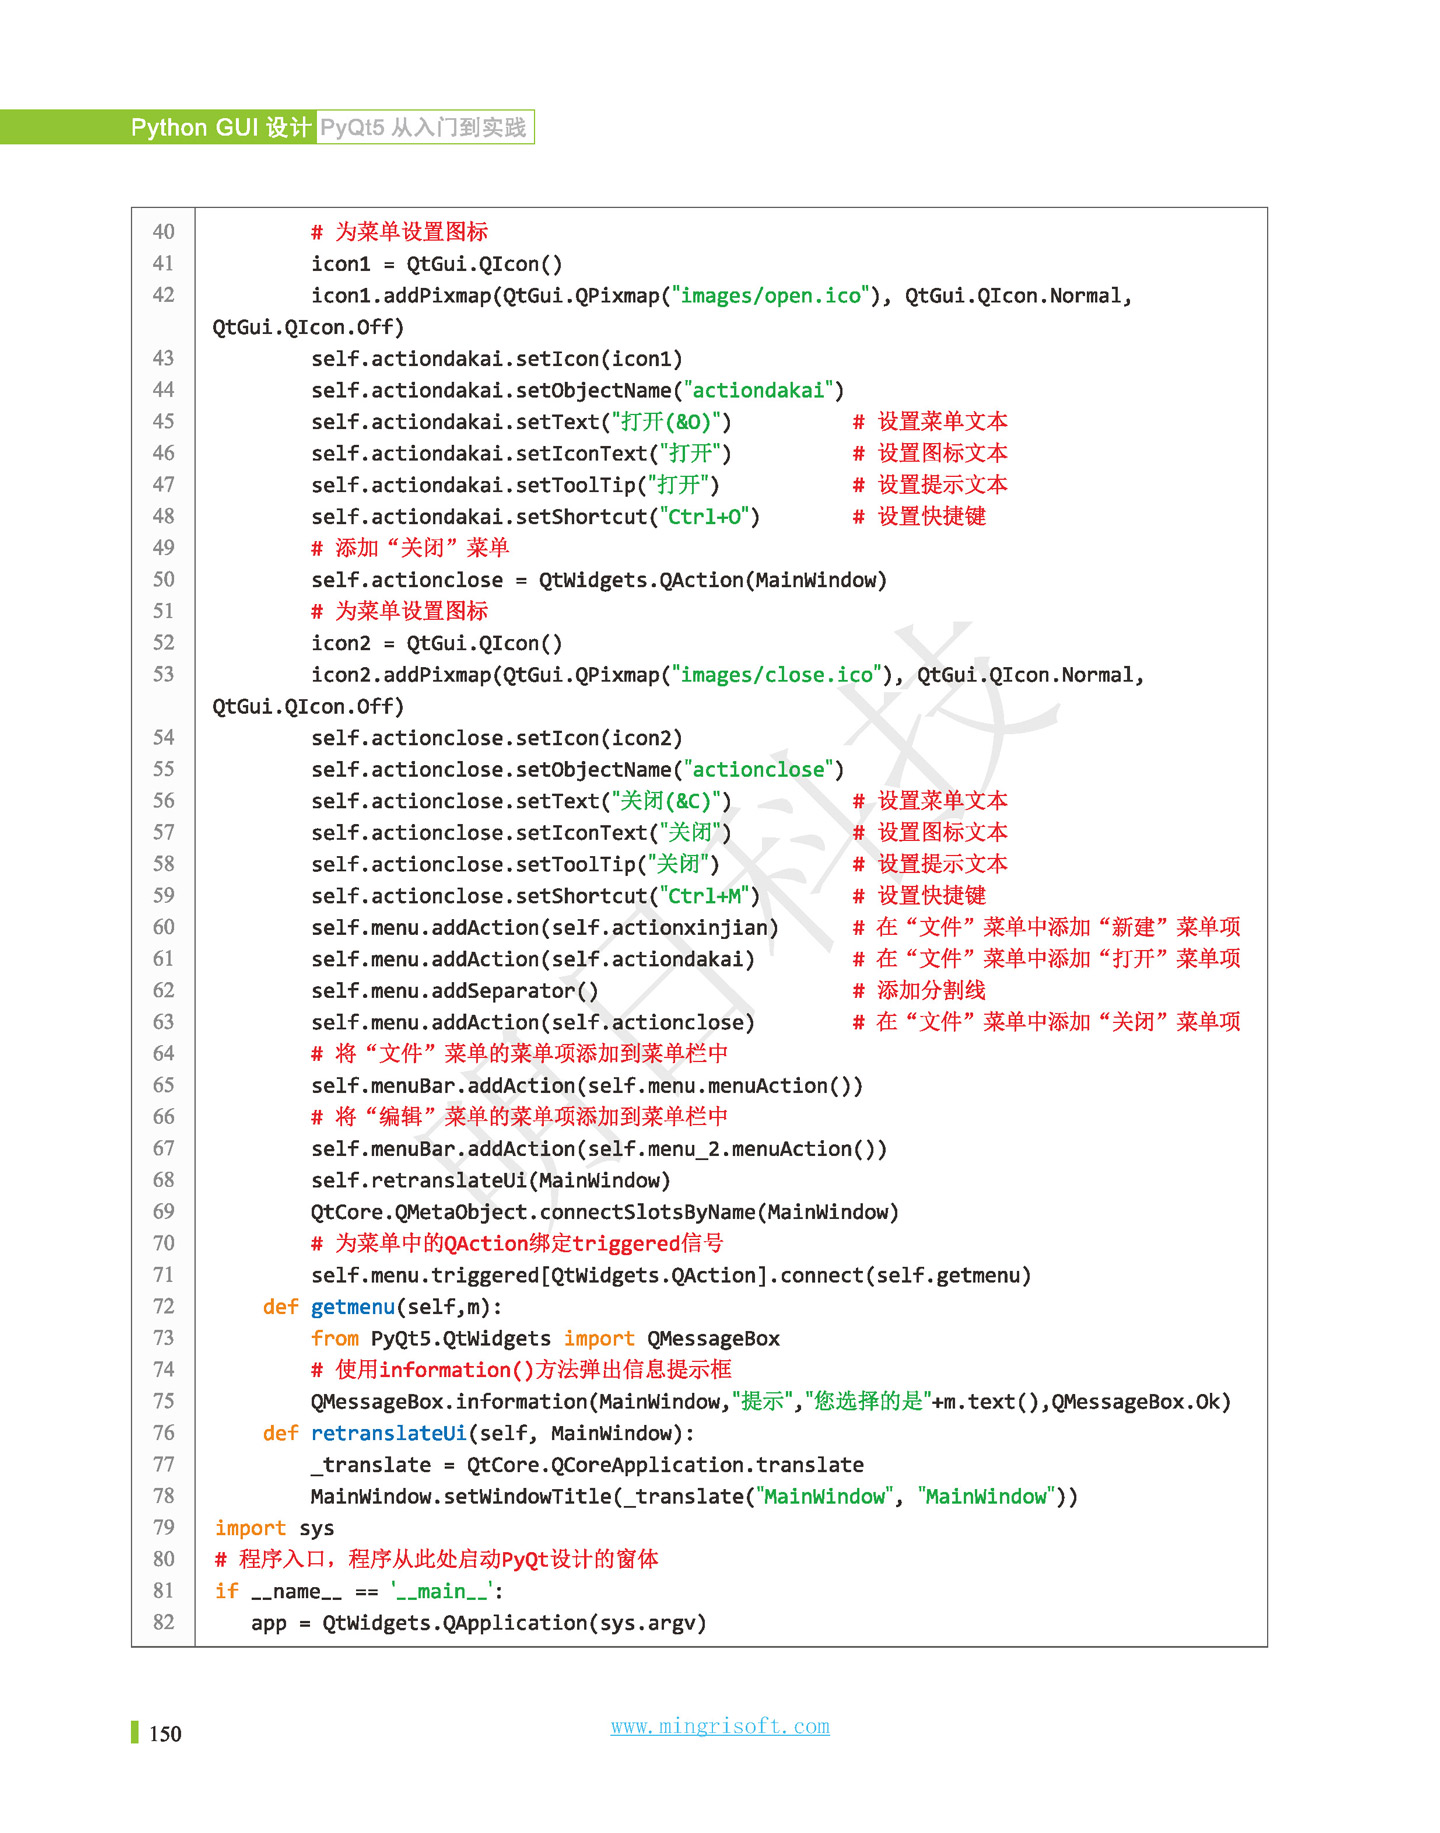 Python GUI 设计 PyQt5 从入门到实践
40 # 为菜单设置图标
41 icon1 = QtGui.QIcon()
42 icon1.addPixmap(QtGui.QPixmap("images/open.ico"), QtGui.QIcon.Normal,
QtGui.QIcon.Off)
43 self.actiondakai.setIcon(icon1)
44 self.actiondakai.setObjectName("actiondakai")
45 self.actiondakai.setText("打开(&O)") # 设置菜单文本
46 self.actiondakai.setIconText("打开") # 设置图标文本
47 self.actiondakai.setToolTip("打开") # 设置提示文本
48 self.actiondakai.setShortcut("Ctrl+O") # 设置快捷键
49 # 添加“关闭”菜单
50 self.actionclose = QtWidgets.QAction(MainWindow)
51 # 为菜单设置图标
52 icon2 = QtGui.QIcon()
53 icon2.addPixmap(QtGui.QPixmap("images/close.ico"), QtGui.QIcon.Normal,
QtGui.QIcon.Off)
54 self.actionclose.setIcon(icon2)
55 self.actionclose.setObjectName("actionclose")
56 self.actionclose.setText("关闭(&C)") # 设置菜单文本
57 self.actionclose.setIconText("关闭") # 设置图标文本
58 self.actionclose.setToolTip("关闭") # 设置提示文本
59 self.actionclose.setShortcut("Ctrl+M") # 设置快捷键
60 self.menu.addAction(self.actionxinjian) # 在“文件”菜单中添加“新建”菜单项
61 self.menu.addAction(self.actiondakai) # 在“文件”菜单中添加“打开”菜单项
62 self.menu.addSeparator() # 添加分割线
63 self.menu.addAction(self.actionclose) # 在“文件”菜单中添加“关闭”菜单项
64 # 将“文件”菜单的菜单项添加到菜单栏中
65 self.menuBar.addAction(self.menu.menuAction())
66 # 将“编辑”菜单的菜单项添加到菜单栏中
67 self.menuBar.addAction(self.menu_2.menuAction())
68 self.retranslateUi(MainWindow)
69 QtCore.QMetaObject.connectSlotsByName(MainWindow)
70 # 为菜单中的QAction绑定triggered信号
71 self.menu.triggered[QtWidgets.QAction].connect(self.getmenu)
72 def getmenu(self,m):
73 from PyQt5.QtWidgets import QMessageBox
74 # 使用information()方法弹出信息提示框
75 QMessageBox.information(MainWindow,"提示","您选择的是"+m.text(),QMessageBox.Ok)
76 def retranslateUi(self, MainWindow):
77 _translate = QtCore.QCoreApplication.translate
78 MainWindow.setWindowTitle(_translate("MainWindow", "MainWindow"))
79 import sys
80 # 程序入口，程序从此处启动PyQt设计的窗体
81 if __name__ == '__main__':
82 app = QtWidgets.QApplication(sys.argv)
明日科技
150
www.mingrisoft.com